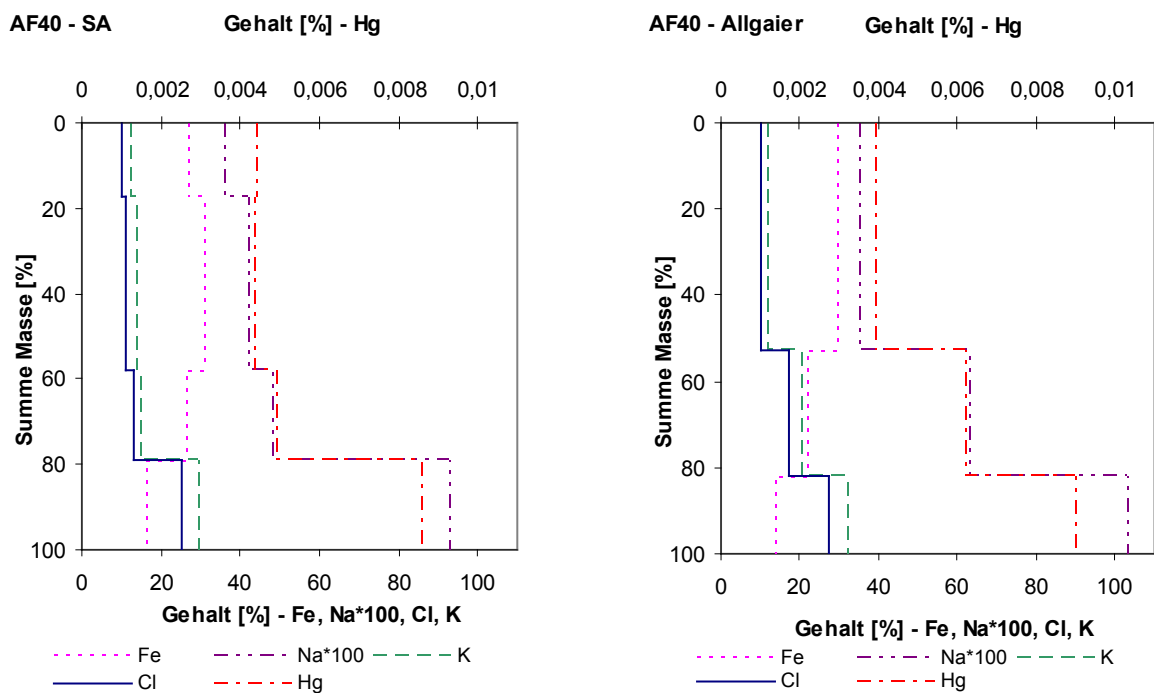 AF40 - SA
Gehalt [%] - Hg
0 0,002 0,004 0,006 0,008 0,01
0
20
40
60
80
100
Summe Masse [%]
0 20 40 60 80 100
Gehalt [%] - Fe, Na*100, Cl, K
Fe Na*100 K
Cl Hg
AF40 - Allgaier
Gehalt [%] - Hg
0 0,002 0,004 0,006 0,008 0,01
0
20
40
60
80
100
Summe Masse [%]
0 20 40 60 80 100
Gehalt [%] - Fe, Na*100, Cl, K
Fe Na*100 K
Cl Hg